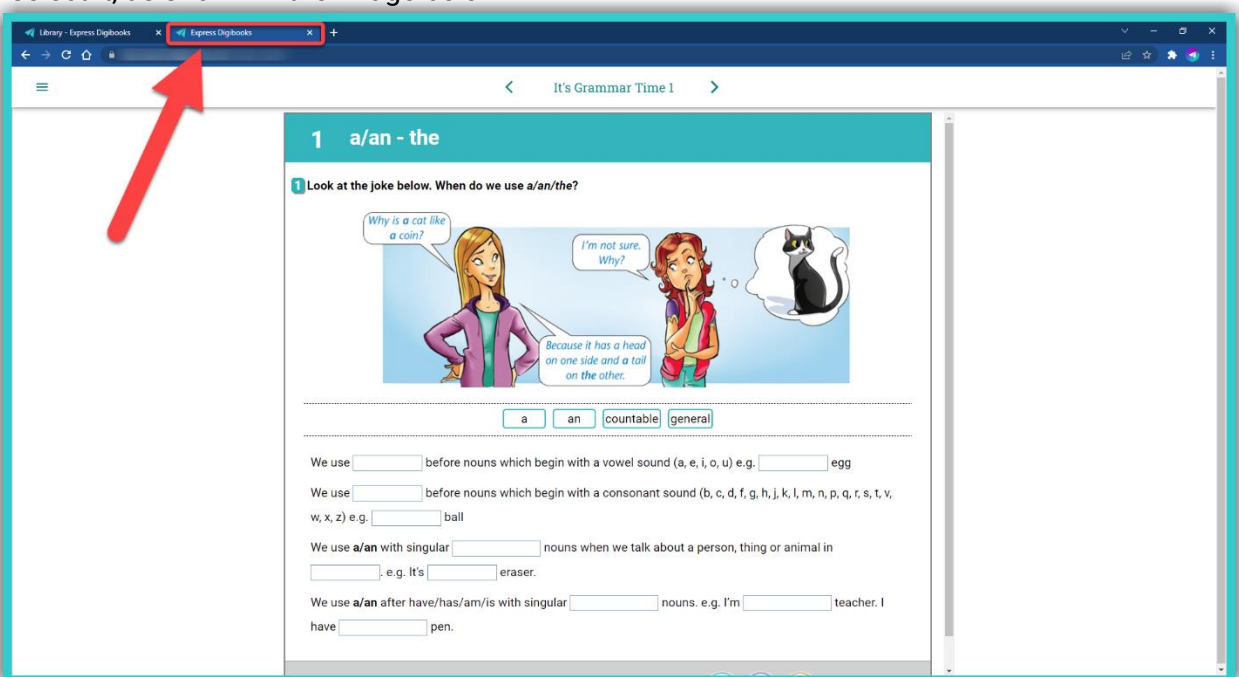 Library - Express Digibooks
Express Digibooks
It's Grammar Time 1
1 a/an - the
1 Look at the joke below. When do we use a/an/the?
Why is a cat like
a coin?
I'm not sure.
Why?
Because it has a head
on one side and a tail
on the other.
a an countable general
We use before nouns which begin with a vowel sound (a, e, i, o, u) e.g. egg
We use before nouns which begin with a consonant sound (b, c, d, f, g, h, j, k, l, m, n, p, q, r, s, t, v,
w, x, z) e.g. ball
We use a/an with singular nouns when we talk about a person, thing or animal in
. e.g. It's eraser.
We use a/an after have/has/am/is with singular nouns. e.g. I'm teacher. I
have pen.